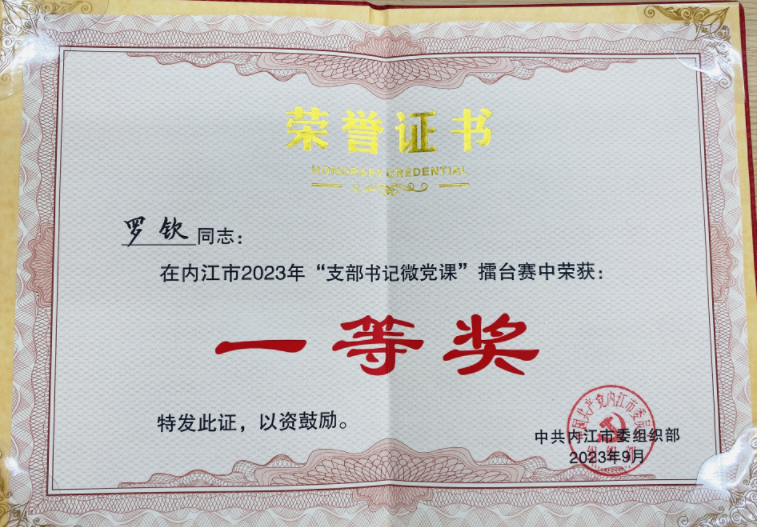 荣誉证书
HONORARY CREDENTIAL
罗钦同志：
在内江市2023年“支部书记微党课”擂台赛中荣获：
一等奖
特发此证，以资鼓励。
中共内江市委组织部
2023年9月